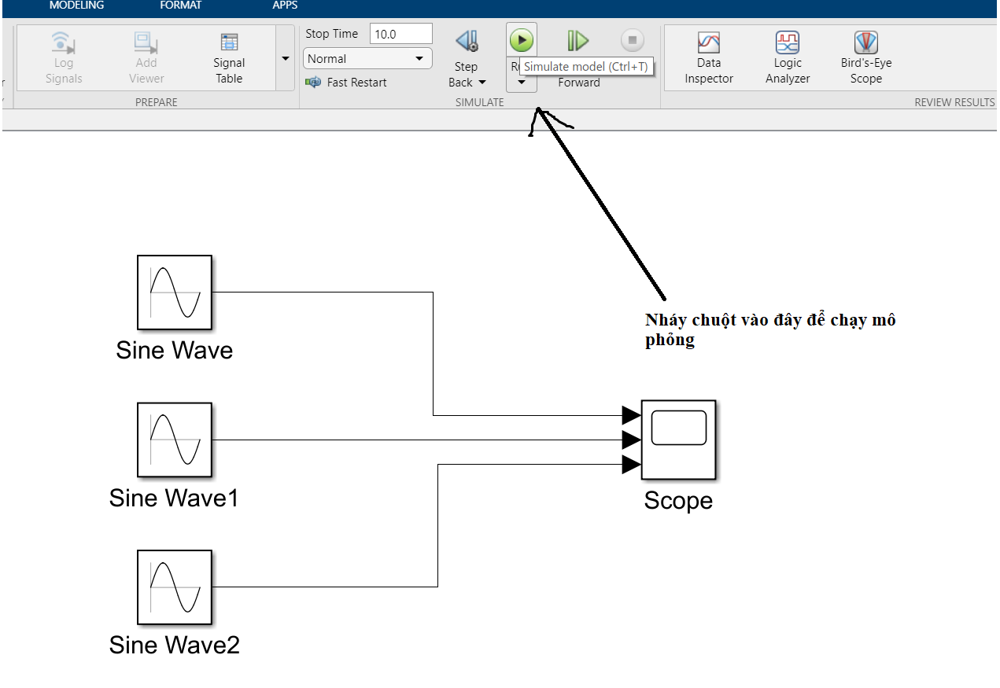 MODELING FORMAT APPS
Stop Time 10.0
Log Signals
Add Viewer
Signal Table
Normal
Fast Restart
Step Back
Simulate model (Ctrl+T)
Forward
Data Inspector
Logic Analyzer
Bird's-Eye Scope
PREPARE
SIMULATE
REVIEW RESULTS
Nháy chuột vào đây để chạy mô
phỏng
Sine Wave
Sine Wave1
Scope
Sine Wave2